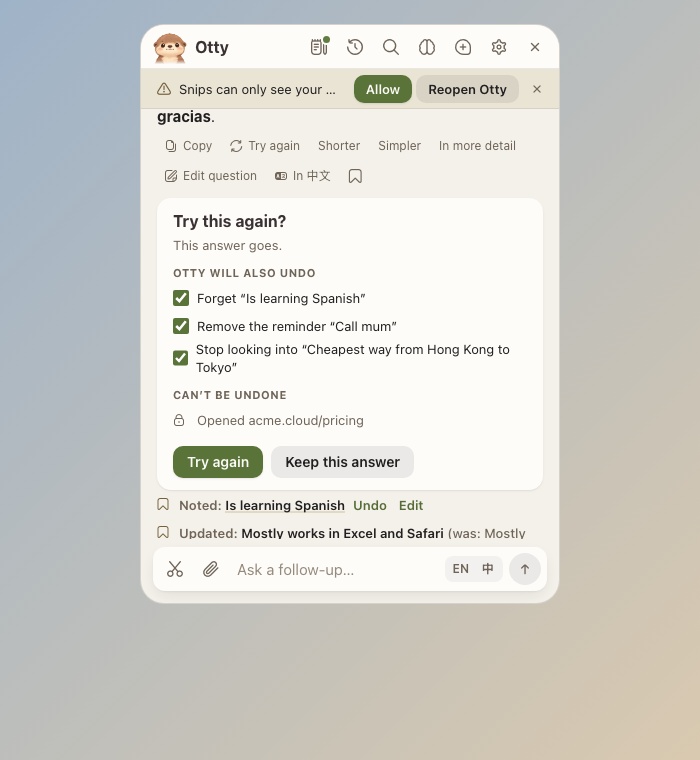 Otty
Snips can only see your ... Allow Reopen Otty
gracias.
Copy Try again Shorter Simpler In more detail
Edit question In 中文
Try this again?
This answer goes.
OTTY WILL ALSO UNDO
Forget “Is learning Spanish”
Remove the reminder “Call mum”
Stop looking into “Cheapest way from Hong Kong to
Tokyo”
CAN’T BE UNDONE
Opened acme.cloud/pricing
Try again Keep this answer
Noted: Is learning Spanish Undo Edit
Updated: Mostly works in Excel and Safari (was: Mostly
Ask a follow-up... EN 中